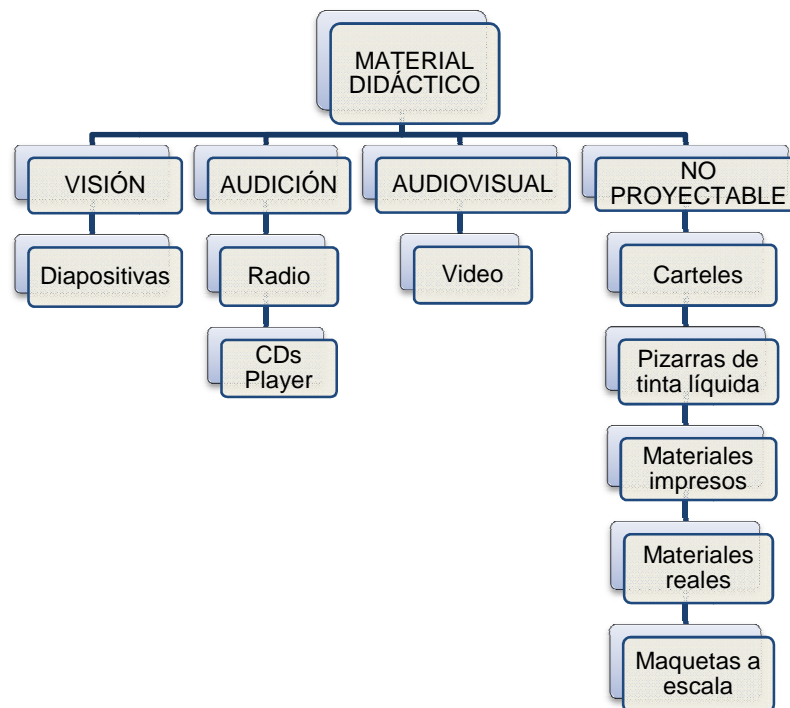 MATERIAL
DIDÁCTICO
VISIÓN
AUDICIÓN
AUDIOVISUAL
NO
PROYECTABLE
Diapositivas
Radio
Video
Carteles
CDs
Player
Pizarras de
tinta líquida
Materiales
impresos
Materiales
reales
Maquetas a
escala